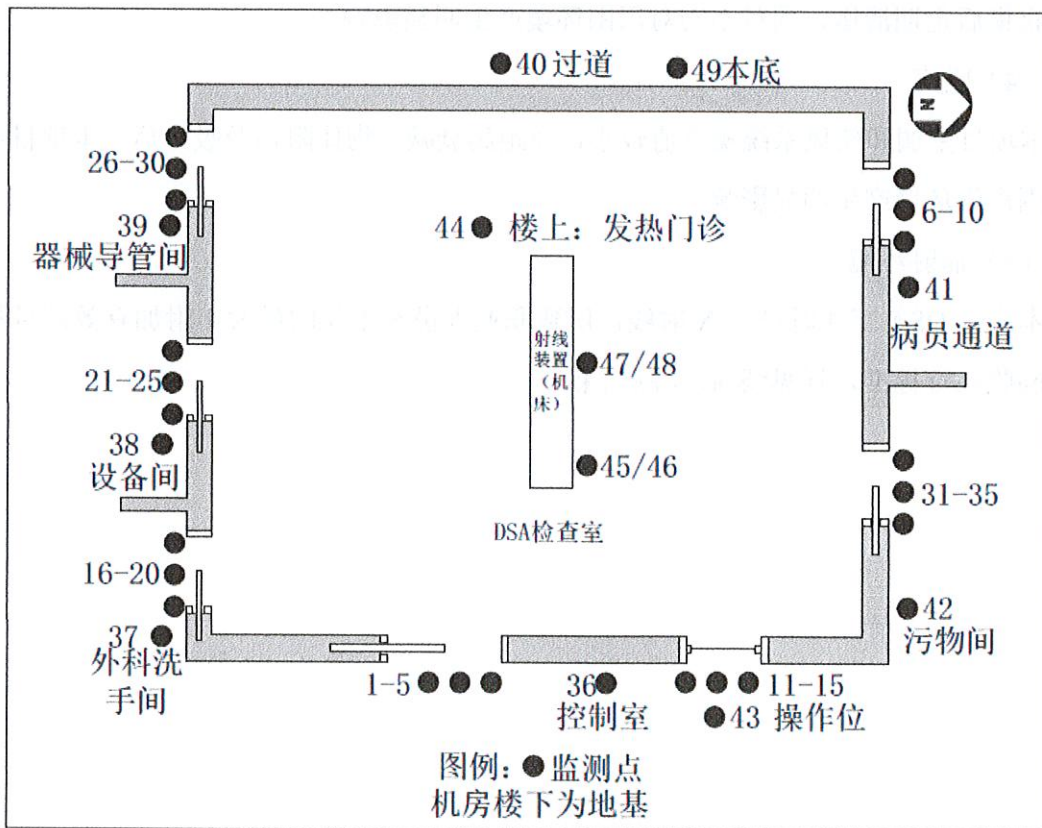 40 过道
49本底
N
26-30
6-10
39
44 楼上：发热门诊
器械导管间
41
射线
装置
（机
床）
病员通道
47/48
21-25
38
45/46
设备间
31-35
DSA检查室
16-20
42
37
污物间
外科洗
手间
1-5
36
11-15
控制室
43 操作位
图例：
监测点
机房楼下为地基